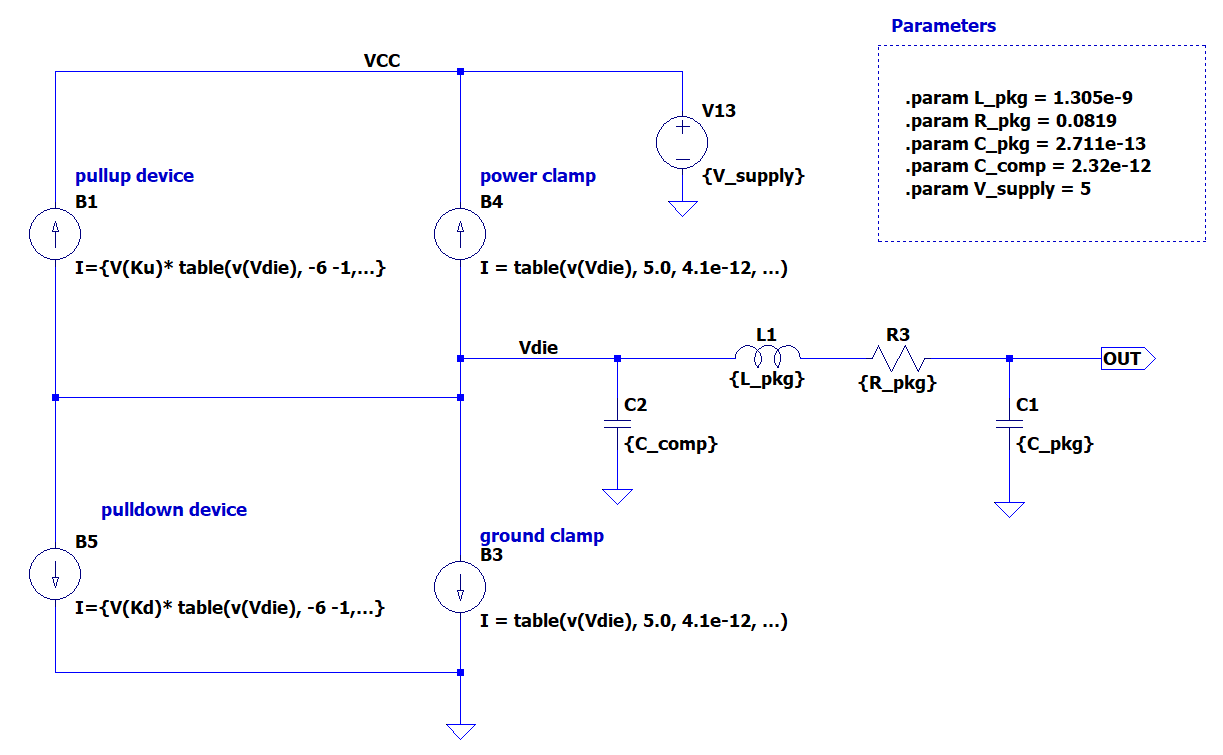 Parameters
VCC
.param L_pkg = 1.305e-9
.param R_pkg = 0.0819
.param C_pkg = 2.711e-13
.param C_comp = 2.32e-12
.param V_supply = 5
V13
{V_supply}
pullup device
B1
I={V(Ku)* table(v(Vdie), -6 -1,...}
power clamp
B4
I = table(v(Vdie), 5.0, 4.1e-12, ...)
Vdie
L1
{L_pkg}
R3
{R_pkg}
OUT
C2
{C_comp}
C1
{C_pkg}
pulldown device
B5
I={V(Kd)* table(v(Vdie), -6 -1,...}
ground clamp
B3
I = table(v(Vdie), 5.0, 4.1e-12, ...)